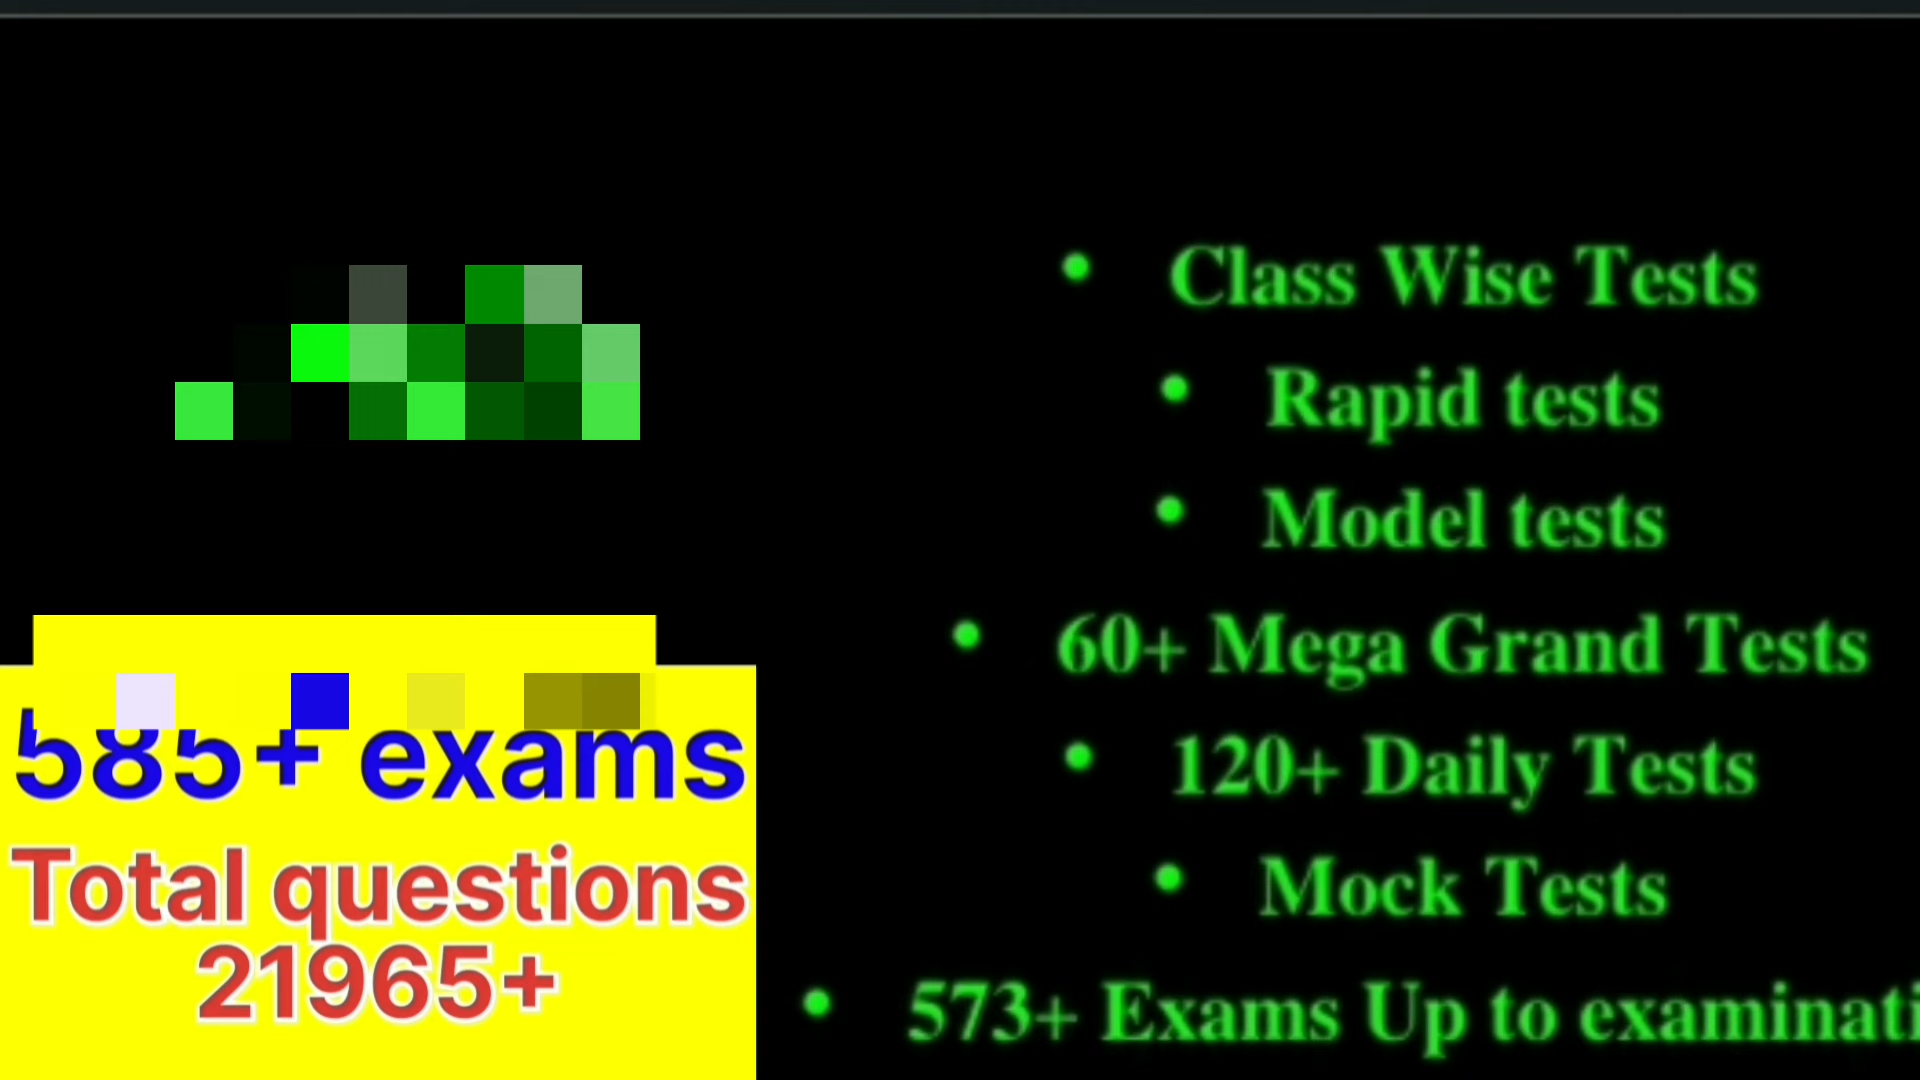 • Class Wise Tests
• Rapid tests
• Model tests
• 60+ Mega Grand Tests
• 120+ Daily Tests
• Mock Tests
• 573+ Exams Up to examinati
585+ exams
Total questions
21965+